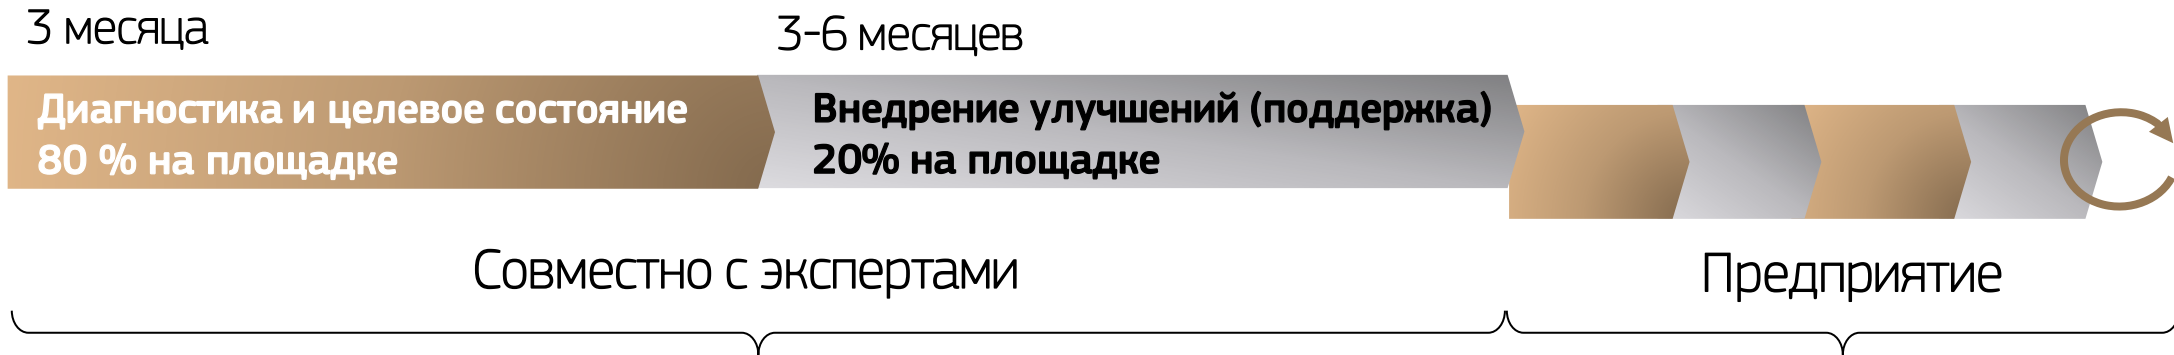 3 месяца
3-6 месяцев
Диагностика и целевое состояние
80 % на площадке
Внедрение улучшений (поддержка)
20% на площадке
Совместно с экспертами
Предприятие